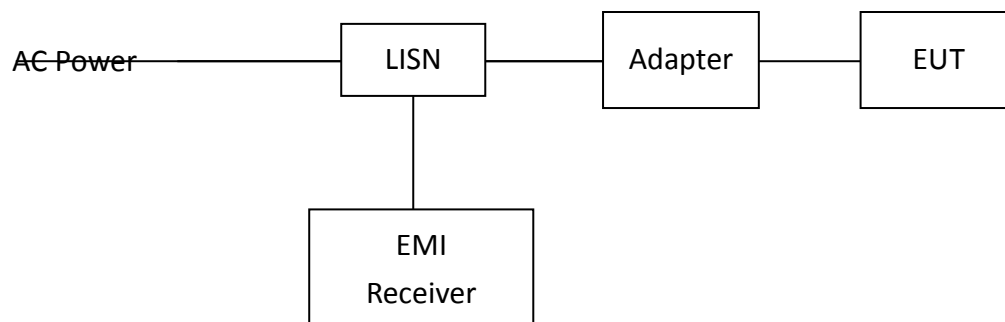 AC Power
LISN
Adapter
EUT
EMI
Receiver